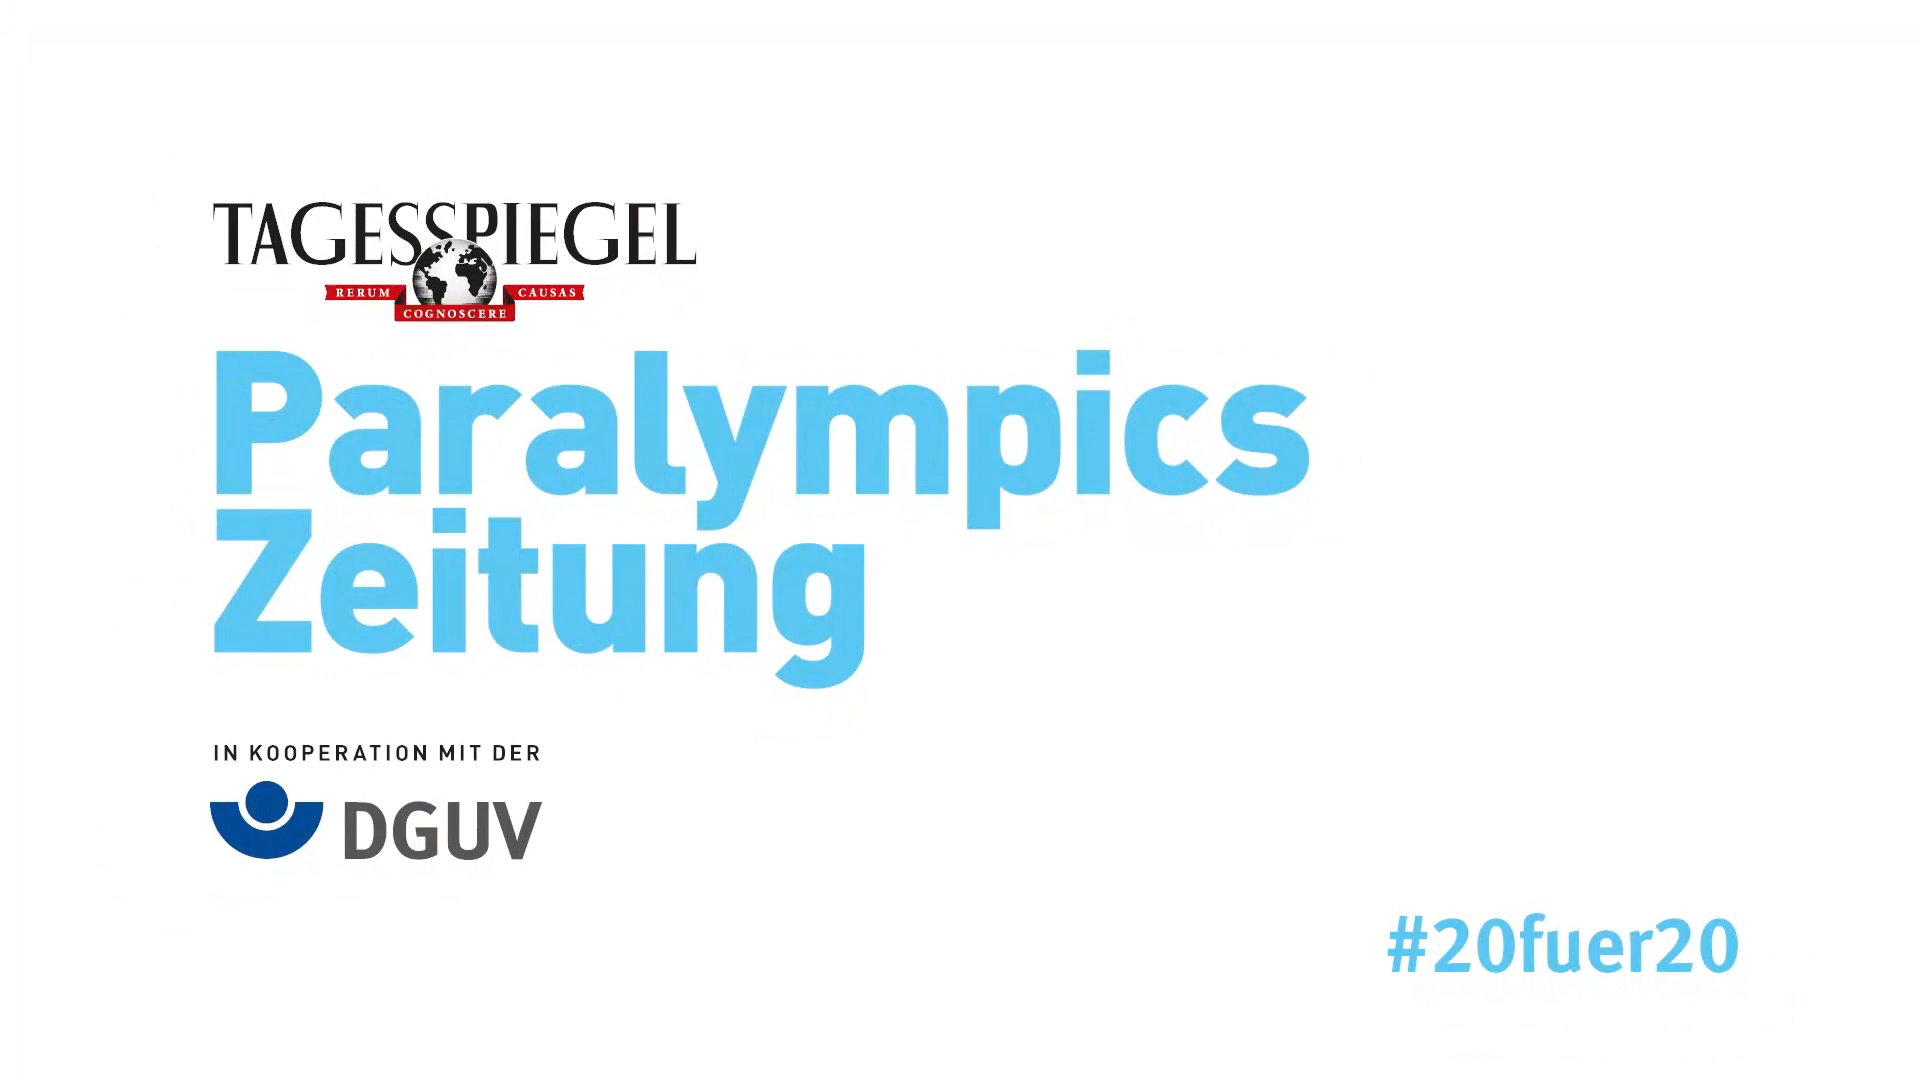 TAGESSPIEGEL
RERUM COGNOSCERE CAUSAS
Paralympics
Zeitung
IN KOOPERATION MIT DER
DGUV
#20fuer20